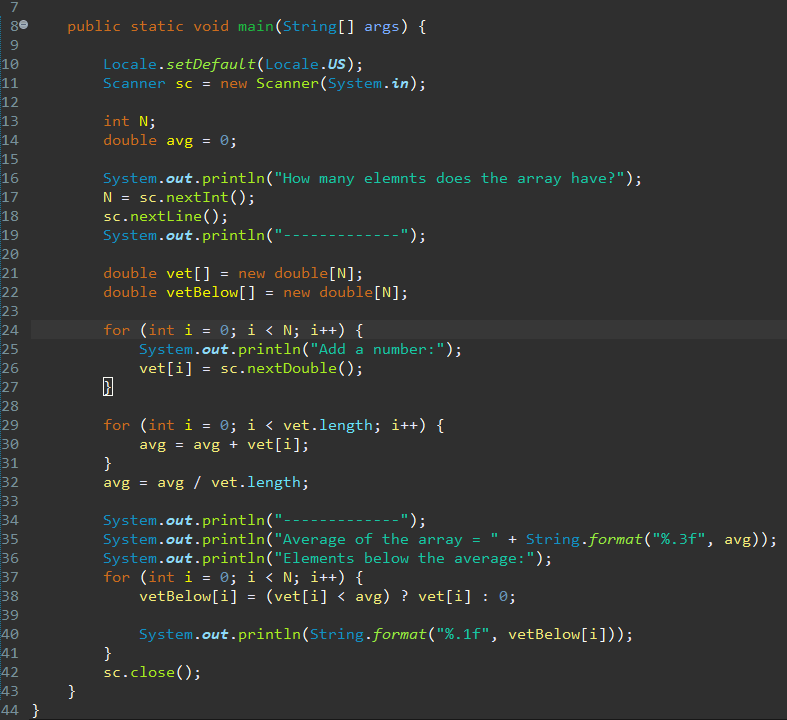 7
8 public static void main(String[] args) {
9
10 Locale.setDefault(Locale.US);
11 Scanner sc = new Scanner(System.in);
12
13 int N;
14 double avg = 0;
15
16 System.out.println("How many elemnts does the array have?");
17 N = sc.nextInt();
18 sc.nextLine();
19 System.out.println("-------------");
20
21 double vet[] = new double[N];
22 double vetBelow[] = new double[N];
23
24 for (int i = 0; i < N; i++) {
25 System.out.println("Add a number:");
26 vet[i] = sc.nextDouble();
27 }
28
29 for (int i = 0; i < vet.length; i++) {
30 avg = avg + vet[i];
31 }
32 avg = avg / vet.length;
33
34 System.out.println("-------------");
35 System.out.println("Average of the array = " + String.format("%.3f", avg));
36 System.out.println("Elements below the average:");
37 for (int i = 0; i < N; i++) {
38 vetBelow[i] = (vet[i] < avg) ? vet[i] : 0;
39
40 System.out.println(String.format("%.1f", vetBelow[i]));
41 }
42 sc.close();
43 }
44 }